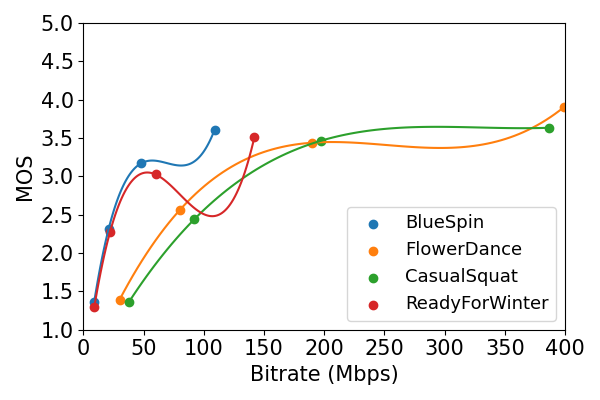 5.0
4.5
4.0
3.5
3.0
2.5
2.0
1.5
1.0
MOS
BlueSpin
FlowerDance
CasualSquat
ReadyForWinter
0 50 100 150 200 250 300 350 400
Bitrate (Mbps)